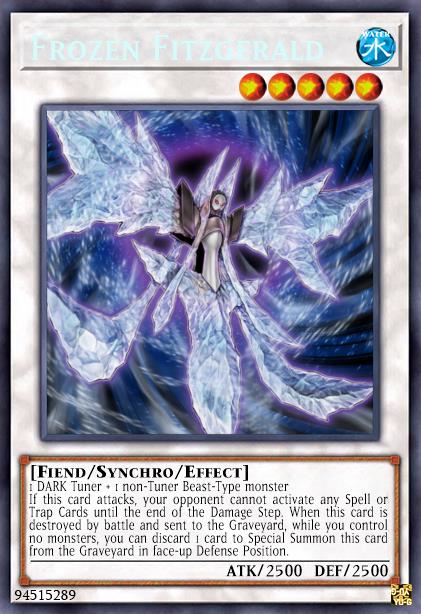 Frozen Fitzgerald
WATER
水
[Fiend/Synchro/Effect]
1 DARK Tuner + 1 non-Tuner Beast-Type monster
If this card attacks, your opponent cannot activate any Spell or
Trap Cards until the end of the Damage Step. When this card is
destroyed by battle and sent to the Graveyard, while you control
no monsters, you can discard 1 card to Special Summon this card
from the Graveyard in face-up Defense Position.
ATK/2500 DEF/2500
94515289